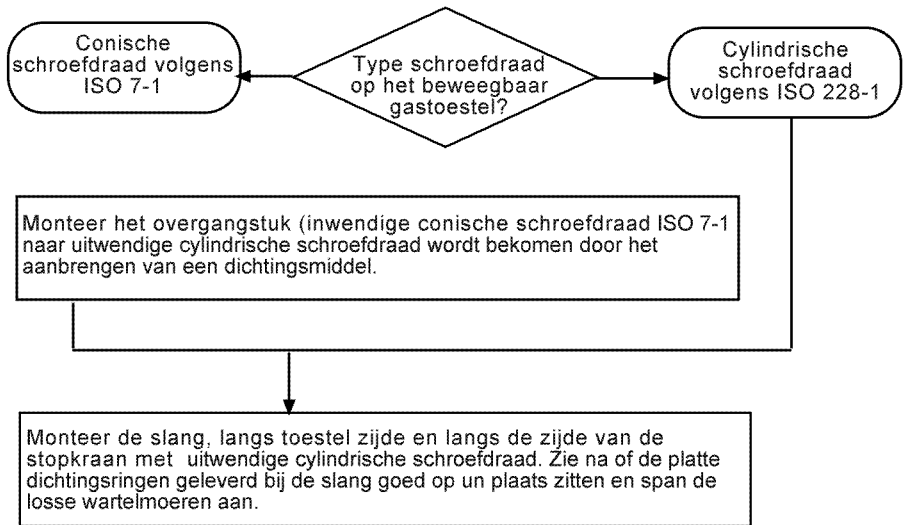 Conische
schroefdraad volgens
ISO 7-1
Type schroefdraad
op het beweegbaar
gastoestel?
Cylindrische
schroefdraad
volgens ISO 228-1
Monteer het overgangstuk (inwendige conische schroefdraad ISO 7-1
naar uitwendige cylindrische schroefdraad wordt bekomen door het
aanbrengen van een dichtingsmiddel.
Monteer de slang, langs toestel zijde en langs de zijde van de
stopkraan met uitwendige cylindrische schroefdraad. Zie na of de platte
dichtingsringen geleverd bij de slang goed op un plaats zitten en span de
losse wartelmoeren aan.